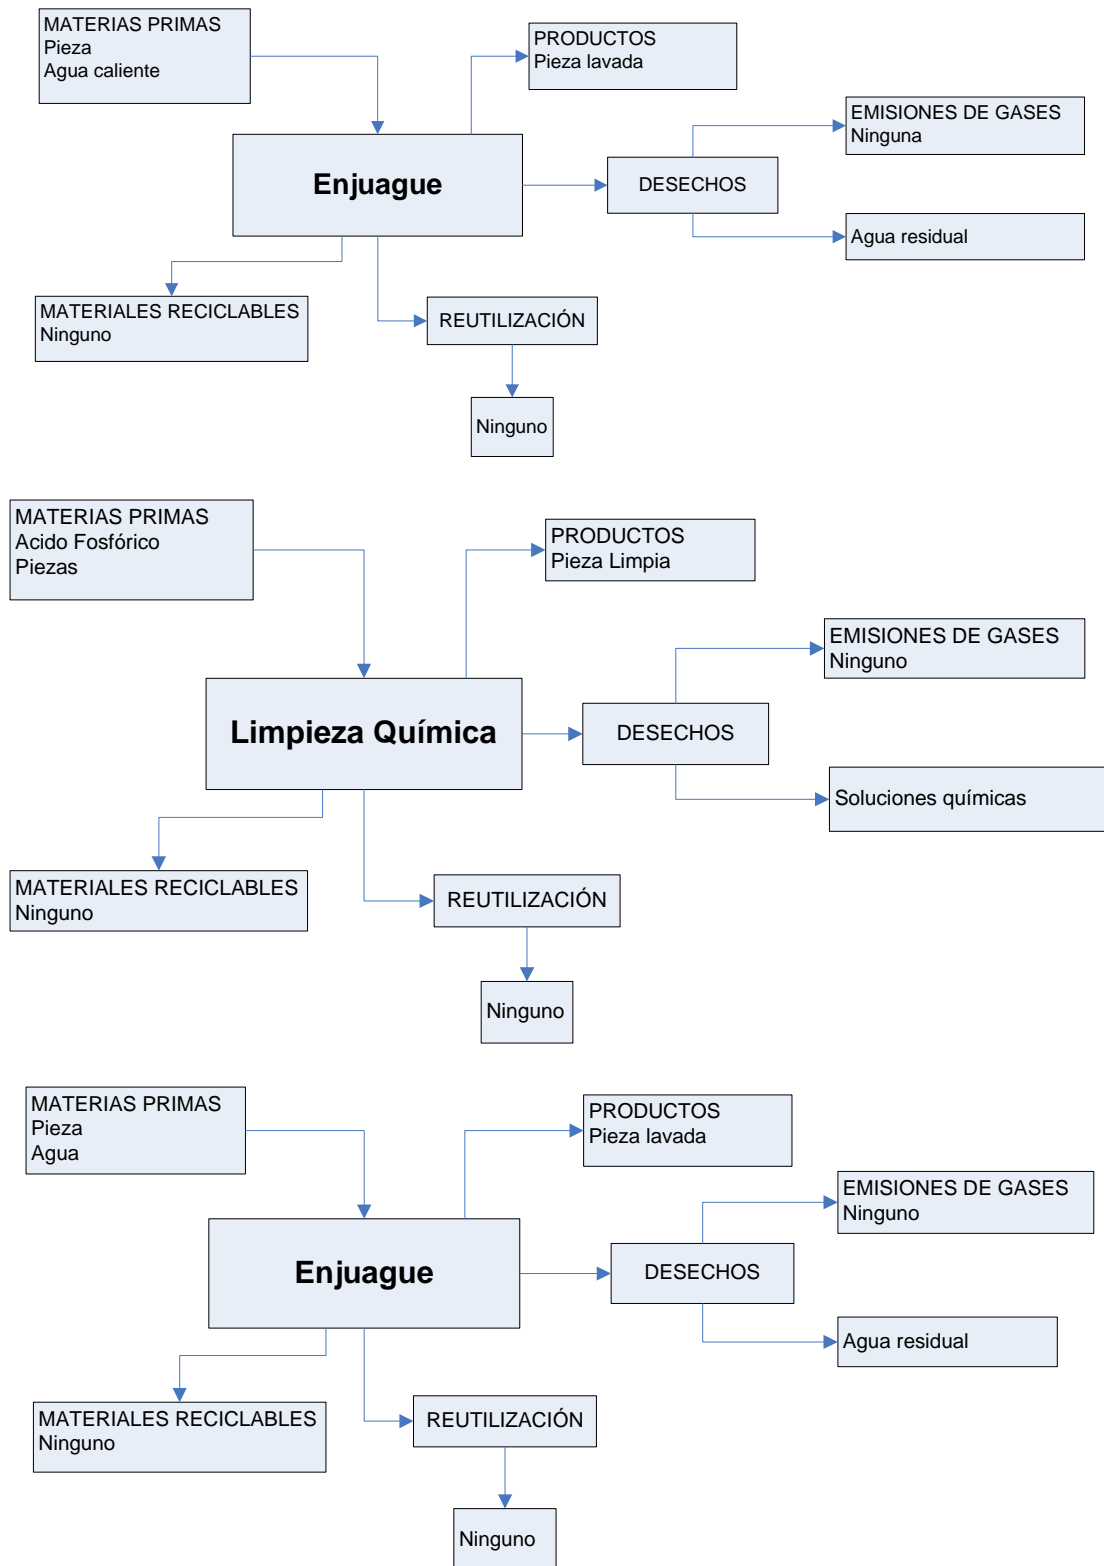 MATERIAS PRIMAS
Pieza
Agua caliente
PRODUCTOS
Pieza lavada
EMISIONES DE GASES
Ninguna
Enjuague
DESECHOS
Agua residual
MATERIALES RECICLABLES
Ninguno
REUTILIZACIÓN
Ninguno
MATERIAS PRIMAS
Acido Fosfórico
Piezas
PRODUCTOS
Pieza Limpia
EMISIONES DE GASES
Ninguno
Limpieza Química
DESECHOS
Soluciones químicas
MATERIALES RECICLABLES
Ninguno
REUTILIZACIÓN
Ninguno
MATERIAS PRIMAS
Pieza
Agua
PRODUCTOS
Pieza lavada
EMISIONES DE GASES
Ninguno
Enjuague
DESECHOS
Agua residual
MATERIALES RECICLABLES
Ninguno
REUTILIZACIÓN
Ninguno